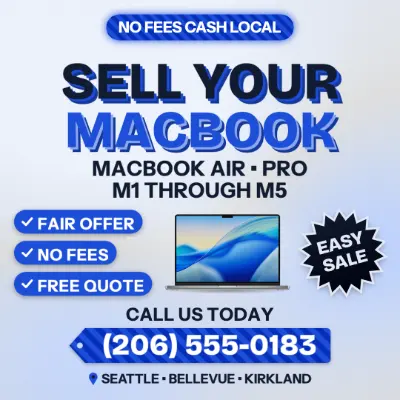 NO FEES CASH LOCAL
SELL YOUR
MACBOOK
MACBOOK AIR • PRO
M1 THROUGH M5
FAIR OFFER
NO FEES
FREE QUOTE
EASY
SALE
CALL US TODAY
(206) 555-0183
SEATTLE • BELLEVUE • KIRKLAND